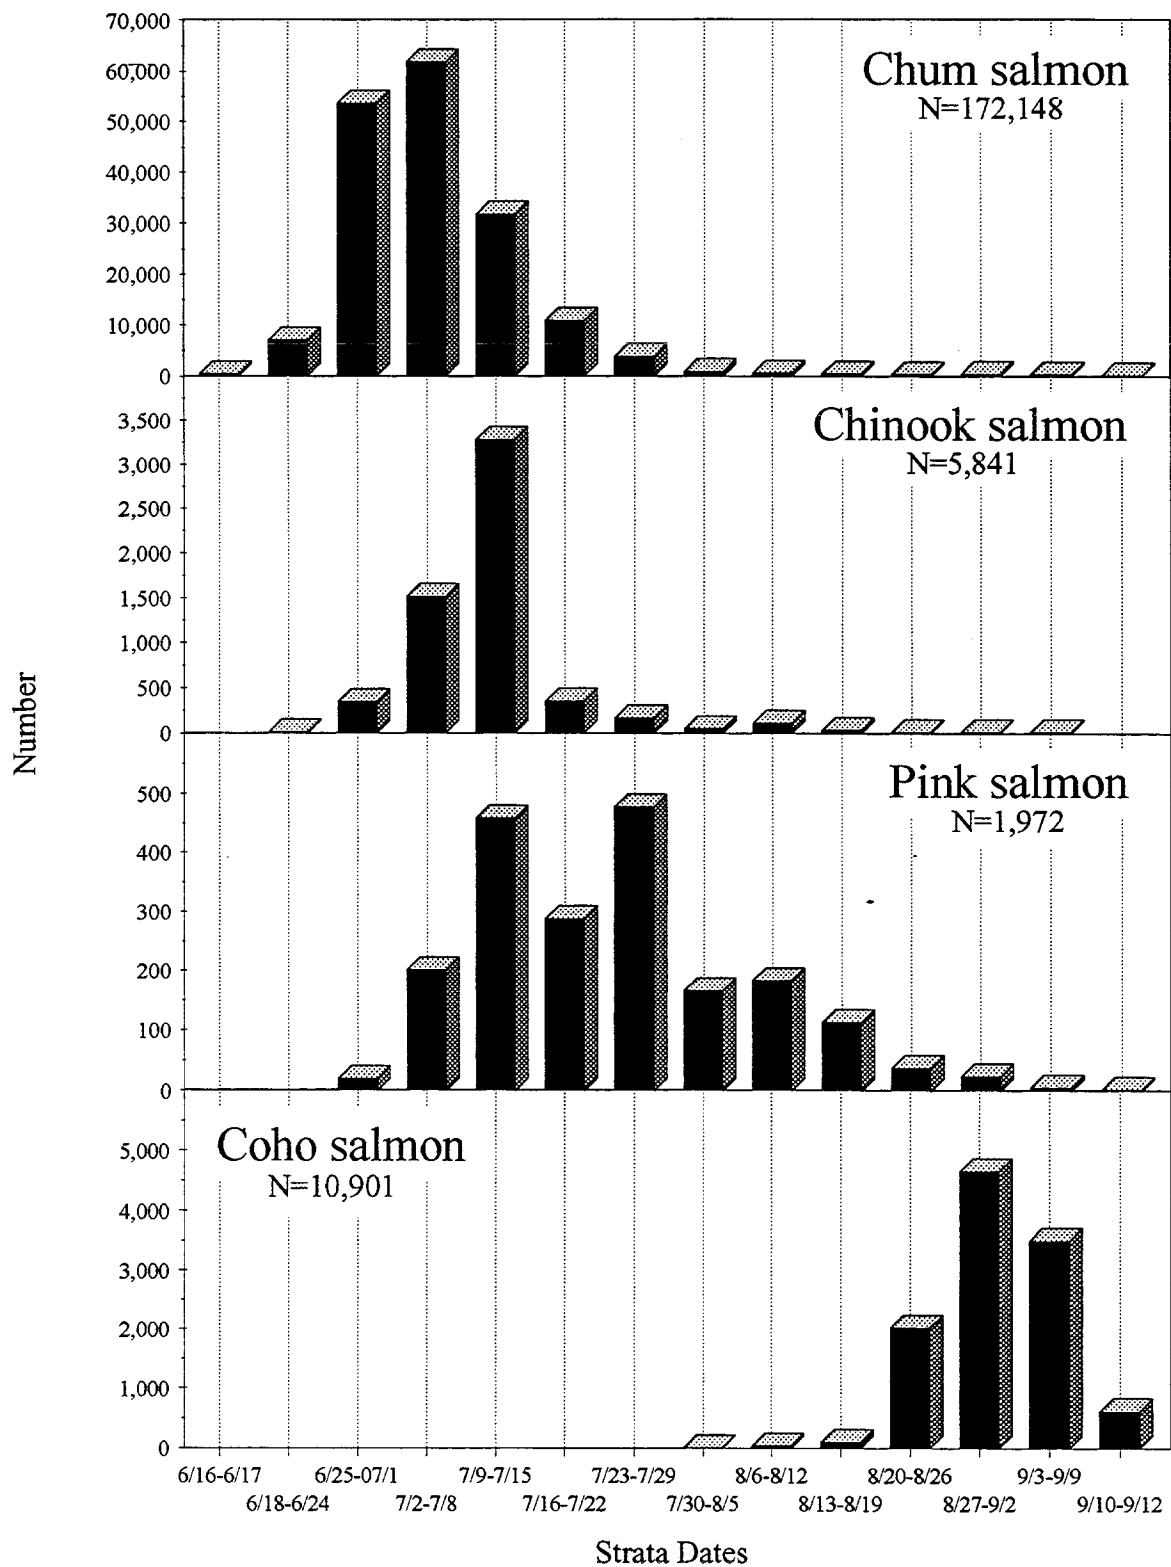 70,000
60,000
50,000
40,000
30,000
20,000
10,000
0
Chum salmon
N=172,148
3,500
3,000
2,500
2,000
1,500
1,000
500
0
Chinook salmon
N=5,841
500
400
300
200
100
0
Pink salmon
N=1,972
5,000
4,000
3,000
2,000
1,000
0
Coho salmon
N=10,901
Number
6/16-6/17 6/25-07/1 7/9-7/15 7/23-7/29 8/6-8/12 8/20-8/26 9/3-9/9
6/18-6/24 7/2-7/8 7/16-7/22 7/30-8/5 8/13-8/19 8/27-9/2 9/10-9/12
Strata Dates